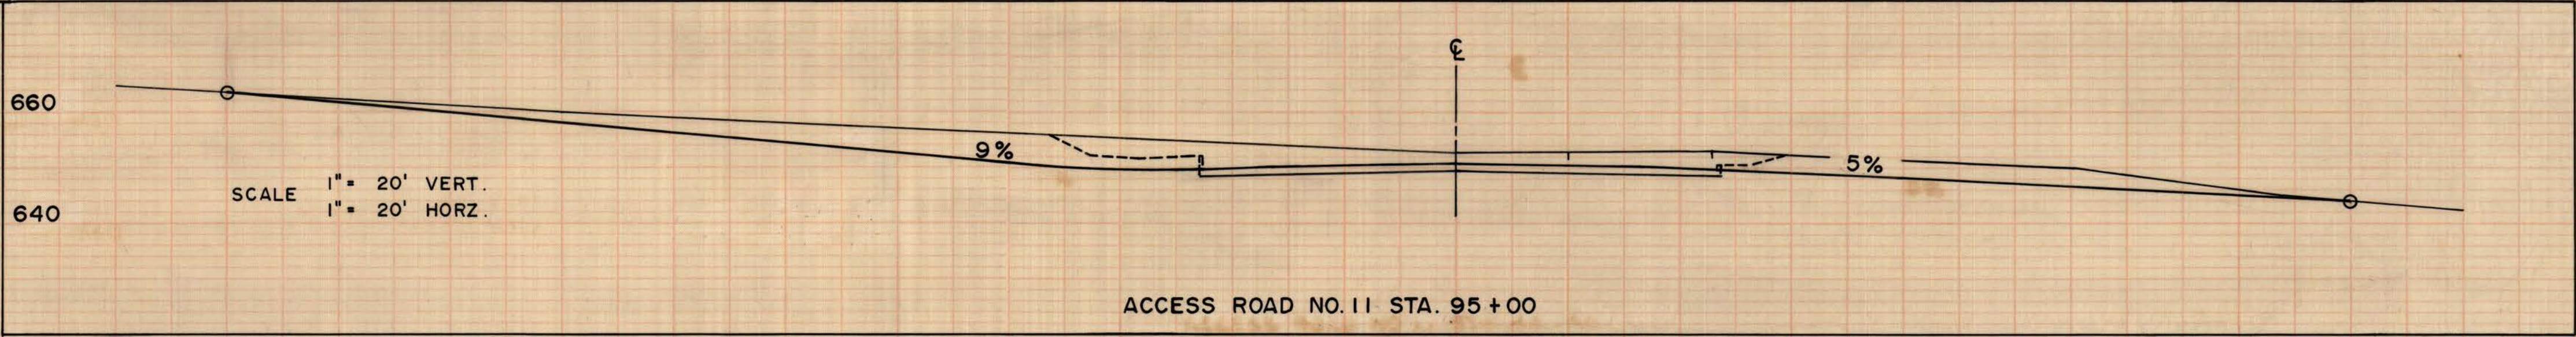 ℄
660
9%
5%
SCALE 1" = 20' VERT.
1" = 20' HORZ.
640
ACCESS ROAD NO. 11 STA. 95+00